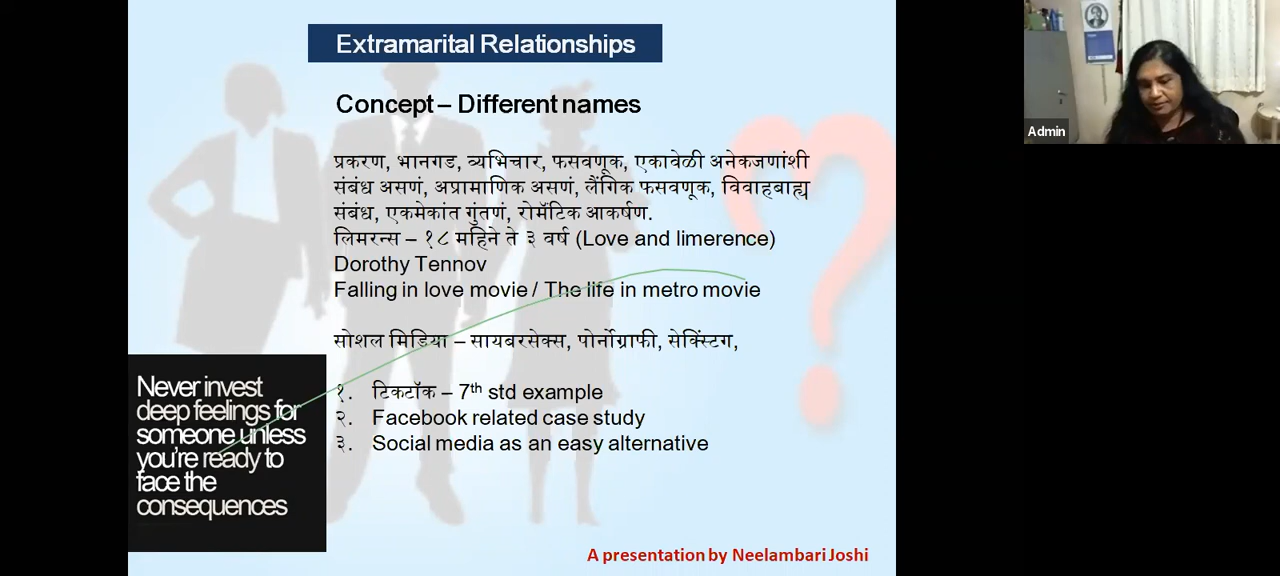 Extramarital Relationships
Concept – Different names
प्रकरण, भानगड, व्यभिचार, फसवणूक, एकावेळी अनेकजणांशी
संबंध असणं, अप्रामाणिक असणं, लैंगिक फसवणूक, विवाहबाह्य
संबंध, एकमेकांत गुंतणं, रोमॅंटिक आकर्षण.
लिमरन्स – १८ महिने ते ३ वर्ष (Love and limerence)
Dorothy Tennov
Falling in love movie / The life in metro movie
सोशल मिडिया – सायबरसेक्स, पोर्नोग्राफी, सेक्स्टिंग,
१. टिकटॉक – 7th std example
२. Facebook related case study
३. Social media as an easy alternative
Never invest
deep feelings for
someone unless
you're ready to
face the
consequences
A presentation by Neelambari Joshi
Admin